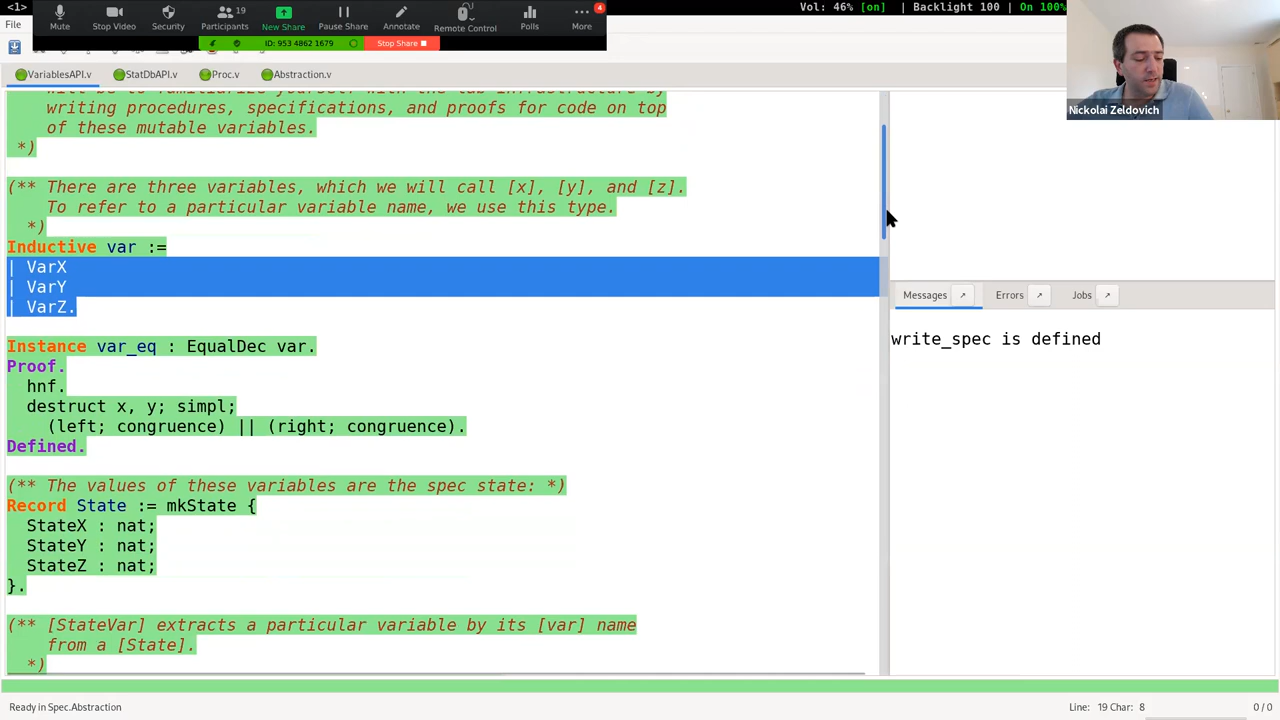 <1>
Vol: 46% [on] | Backlight 100 | On 100%
File
Mute
Stop Video
Security
Participants
19
New Share
Pause Share
Annotate
Remote Control
Polls
More
4
ID: 953 4862 1679
Stop Share
Nickolai Zeldovich
VariablesAPI.v
StatDbAPI.v
Proc.v
Abstraction.v
writing procedures, specifications, and proofs for code on top
of these mutable variables.
*)
(** There are three variables, which we will call [x], [y], and [z].
To refer to a particular variable name, we use this type.
*)
Inductive var :=
| VarX
| VarY
| VarZ.
Instance var_eq : EqualDec var.
Proof.
hnf.
destruct x, y; simpl;
(left; congruence) || (right; congruence).
Defined.
(** The values of these variables are the spec state: *)
Record State := mkState {
StateX : nat;
StateY : nat;
StateZ : nat;
}.
(** [StateVar] extracts a particular variable by its [var] name
from a [State].
*)
Messages
Errors
Jobs
write_spec is defined
Ready in Spec.Abstraction
Line: 19 Char: 8
0 / 0